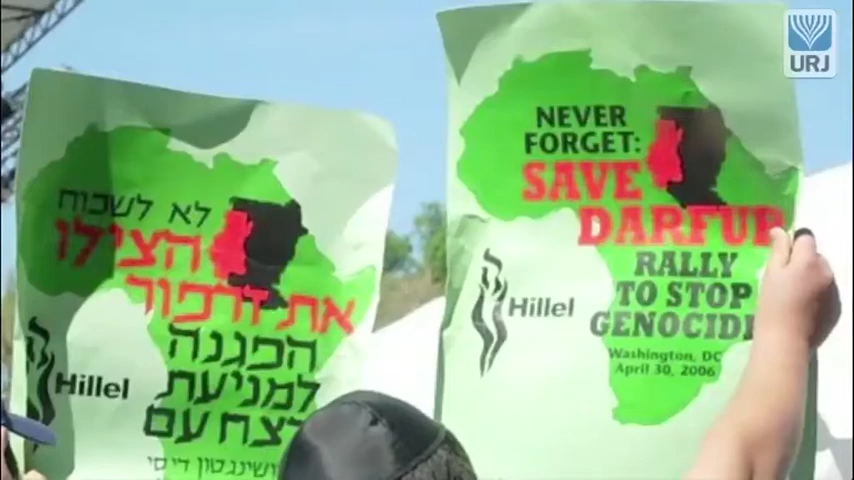 לא לשכוח
הצילו
את דרפור
הפגנה
למניעת
רצח עם
Hillel
NEVER
FORGET:
SAVE
DARFUR
RALLY
TO STOP
Hillel
Washington, DC
April 30, 2006
URJ